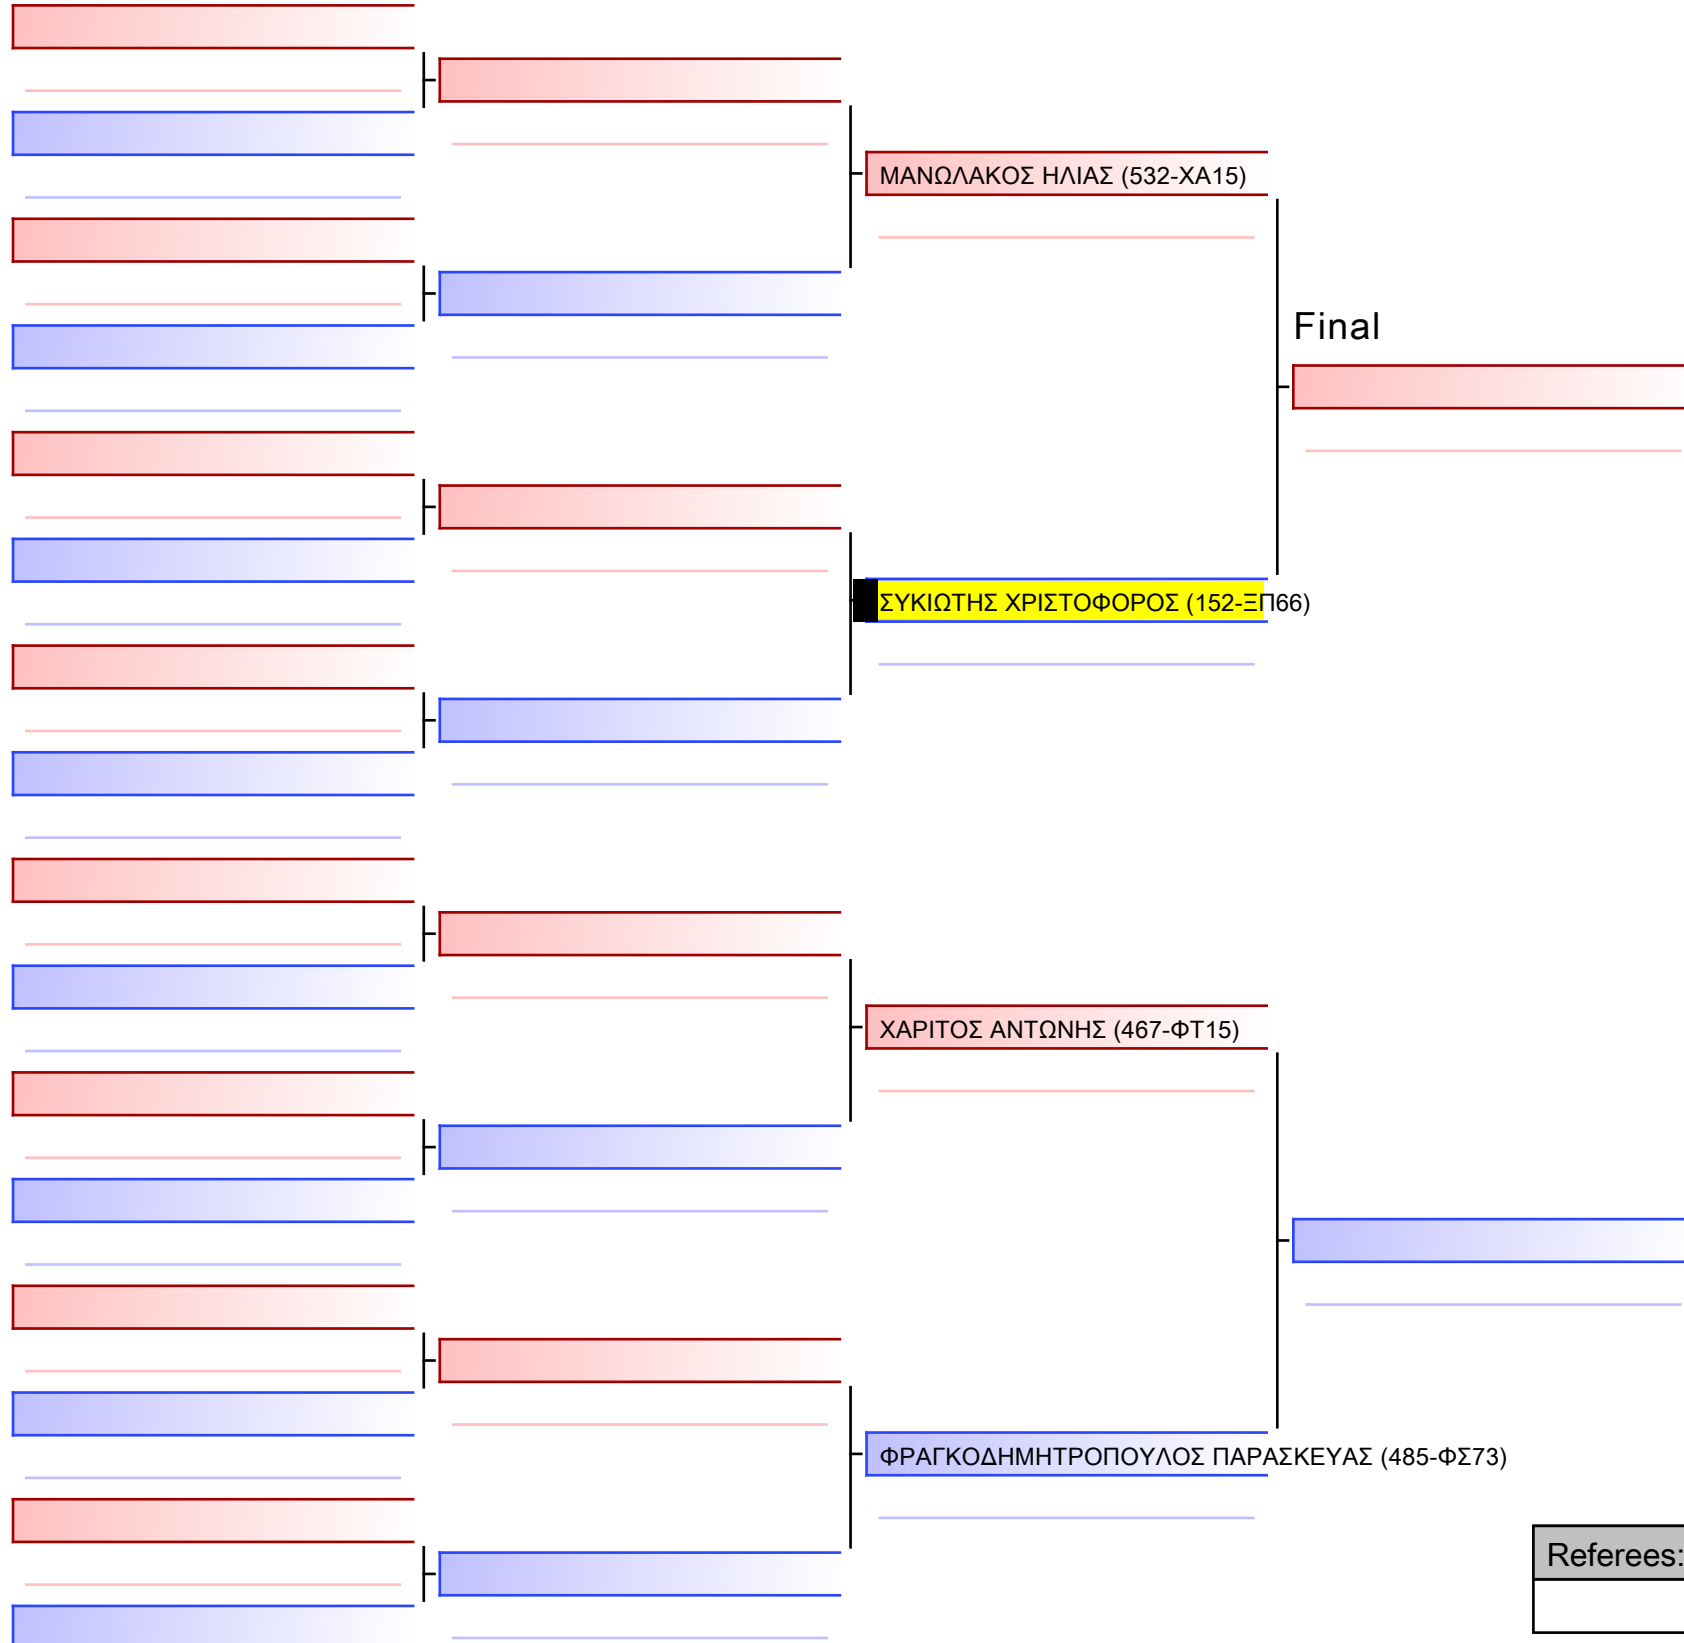 ΜΑΝΩΛΑΚΟΣ ΗΛΙΑΣ (532-ΧΑ15)
Final
ΣΥΚΙΩΤΗΣ ΧΡΙΣΤΟΦΟΡΟΣ (152-ΞΠ66)
ΧΑΡΙΤΟΣ ΑΝΤΩΝΗΣ (467-ΦΤ15)
ΦΡΑΓΚΟΔΗΜΗΤΡΟΠΟΥΛΟΣ ΠΑΡΑΣΚΕΥΑΣ (485-ΦΣ73)
Referees: